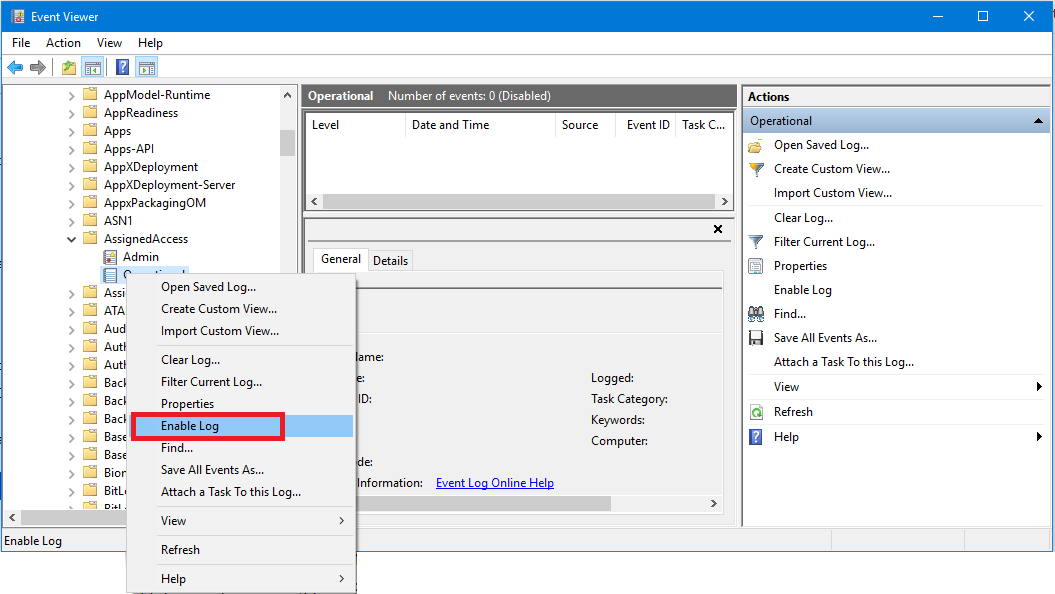 Event Viewer
File Action View Help
AppModel-Runtime
AppReadiness
Apps
Apps-API
AppXDeployment
AppXDeployment-Server
AppxPackagingOM
ASN1
AssignedAccess
Admin
Assi
ATA
Aud
Auth
Auth
Back
Back
Back
Base
Base
Bion
BitLo
Open Saved Log...
Create Custom View...
Import Custom View...
Clear Log...
Filter Current Log...
Properties
Enable Log
Find...
Save All Events As...
Attach a Task To this Log...
View
Refresh
Help
Operational Number of events: 0 (Disabled)
Level Date and Time Source Event ID Task C...
General Details
ame:
e:
ID:
de:
Information: Event Log Online Help
Logged:
Task Category:
Keywords:
Computer:
Actions
Operational
Open Saved Log...
Create Custom View...
Import Custom View...
Clear Log...
Filter Current Log...
Properties
Enable Log
Find...
Save All Events As...
Attach a Task To this Log...
View
Refresh
Help
Enable Log